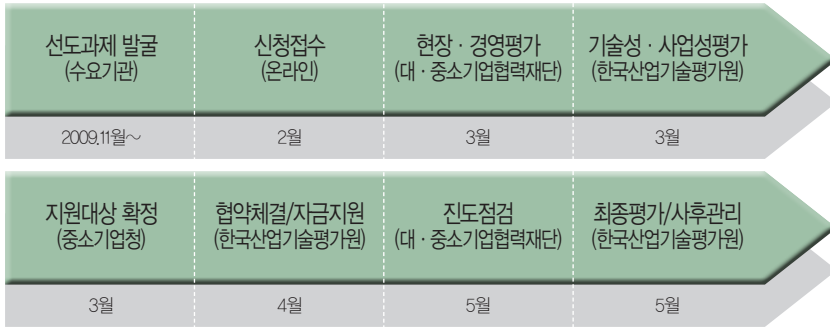 선도과제 발굴
(수요기관)
신청접수
(온라인)
현장 · 경영평가
(대 · 중소기업협력재단)
기술성 · 사업성평가
(한국산업기술평가원)
2009.11월~
2월
3월
3월
지원대상 확정
(중소기업청)
협약체결/자금지원
(한국산업기술평가원)
진도점검
(대 · 중소기업협력재단)
최종평가/사후관리
(한국산업기술평가원)
3월
4월
5월
5월